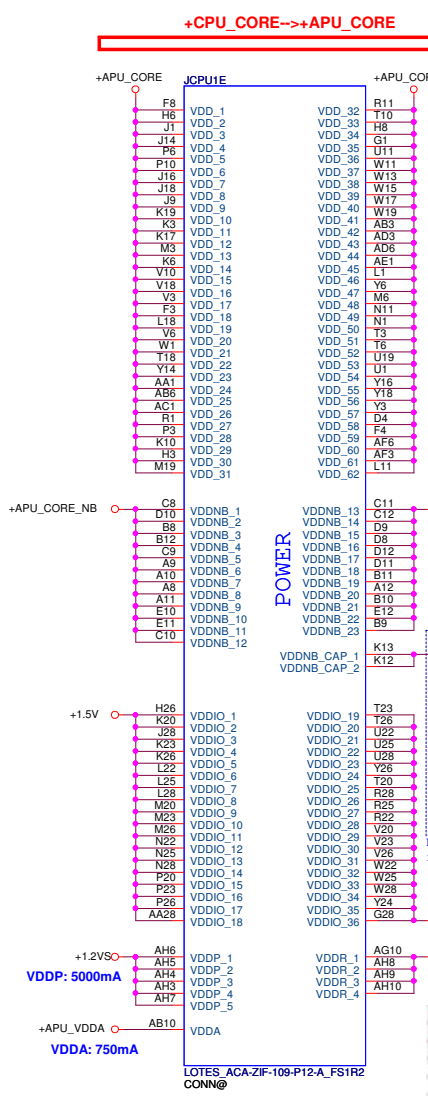 +CPU_CORE-->+APU_CORE
+APU_CORE JCPU1E +APU_COR
F8 VDD_1 VDD_32 R11
H6 VDD_2 VDD_33 T10
J1 VDD_3 VDD_34 H8
J14 VDD_4 VDD_35 G1
P6 VDD_5 VDD_36 U11
P10 VDD_6 VDD_37 W11
J16 VDD_7 VDD_38 W13
J18 VDD_8 VDD_39 W15
J9 VDD_9 VDD_40 W17
K19 VDD_10 VDD_41 W19
K3 VDD_11 VDD_42 AB3
K17 VDD_12 VDD_43 AD3
M3 VDD_13 VDD_44 AD6
K6 VDD_14 VDD_45 AE1
V10 VDD_15 VDD_46 L1
V18 VDD_16 VDD_47 Y6
V3 VDD_17 VDD_48 M6
F3 VDD_18 VDD_49 N11
L18 VDD_19 VDD_50 N1
V6 VDD_20 VDD_51 T3
W1 VDD_21 VDD_52 T6
T18 VDD_22 VDD_53 U19
Y14 VDD_23 VDD_54 U1
AA1 VDD_24 VDD_55 Y16
AB6 VDD_25 VDD_56 Y18
AC1 VDD_26 VDD_57 Y3
R1 VDD_27 VDD_58 D4
P3 VDD_28 VDD_59 F4
K10 VDD_29 VDD_60 AF6
H3 VDD_30 VDD_61 AF3
M19 VDD_31 VDD_62 L11
+APU_CORE_NB C8 VDDNB_1 VDDNB_13 C11
D10 VDDNB_2 VDDNB_14 C12
B8 VDDNB_3 VDDNB_15 D9
B12 VDDNB_4 VDDNB_16 D8
C9 VDDNB_5 VDDNB_17 D12
A9 VDDNB_6 VDDNB_18 D11
A10 VDDNB_7 VDDNB_19 B11
A8 VDDNB_8 VDDNB_20 A12
A11 VDDNB_9 VDDNB_21 B10
E10 VDDNB_10 VDDNB_22 E12
E11 VDDNB_11 VDDNB_23 B9
C10 VDDNB_12
POWER
VDDNB_CAP_1 K13
VDDNB_CAP_2 K12
+1.5V H26 VDDIO_1 VDDIO_19 T23
K20 VDDIO_2 VDDIO_20 T26
J28 VDDIO_3 VDDIO_21 U22
K23 VDDIO_4 VDDIO_22 U25
K26 VDDIO_5 VDDIO_23 U28
L22 VDDIO_6 VDDIO_24 Y26
L25 VDDIO_7 VDDIO_25 T20
L28 VDDIO_8 VDDIO_26 R28
M20 VDDIO_9 VDDIO_27 R25
M23 VDDIO_10 VDDIO_28 R22
M26 VDDIO_11 VDDIO_29 V20
N22 VDDIO_12 VDDIO_30 V23
N25 VDDIO_13 VDDIO_31 V26
N28 VDDIO_14 VDDIO_32 W22
P20 VDDIO_15 VDDIO_33 W25
P23 VDDIO_16 VDDIO_34 W28
P26 VDDIO_17 VDDIO_35 Y24
AA28 VDDIO_18 VDDIO_36 G28
+1.2VS AH6 VDDP_1 VDDR_1 AG10
AH5 VDDP_2 VDDR_2 AH8
VDDP: 5000mA AH4 VDDP_3 VDDR_3 AH9
AH3 VDDP_4 VDDR_4 AH10
AH7 VDDP_5
+APU_VDDA AB10 VDDA
VDDA: 750mA
LOTES_ACA-ZIF-109-P12-A_FS1R2
CONN@